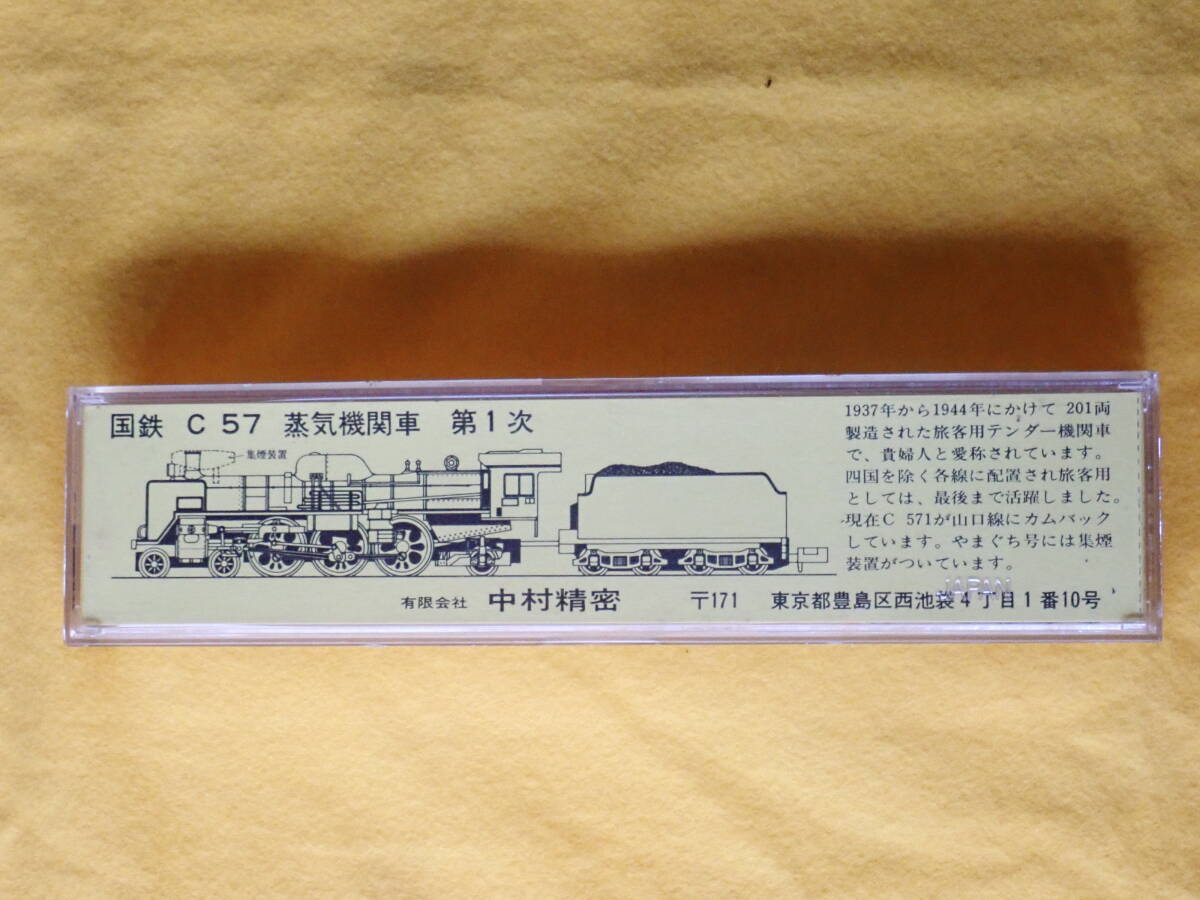 国鉄 C 57 蒸気機関車 第1次
集煙装置
1937年から1944年にかけて 201両
製造された旅客用テンダー機関車
で、貴婦人と愛称されています。
四国を除く各線に配置され旅客用
としては、最後まで活躍しました。
現在C 571が山口線にカムバック
しています。やまぐち号には集煙
装置がついています。
JAPAN
有限会社 中村精密 〒171 東京都豊島区西池袋4丁目1番10号